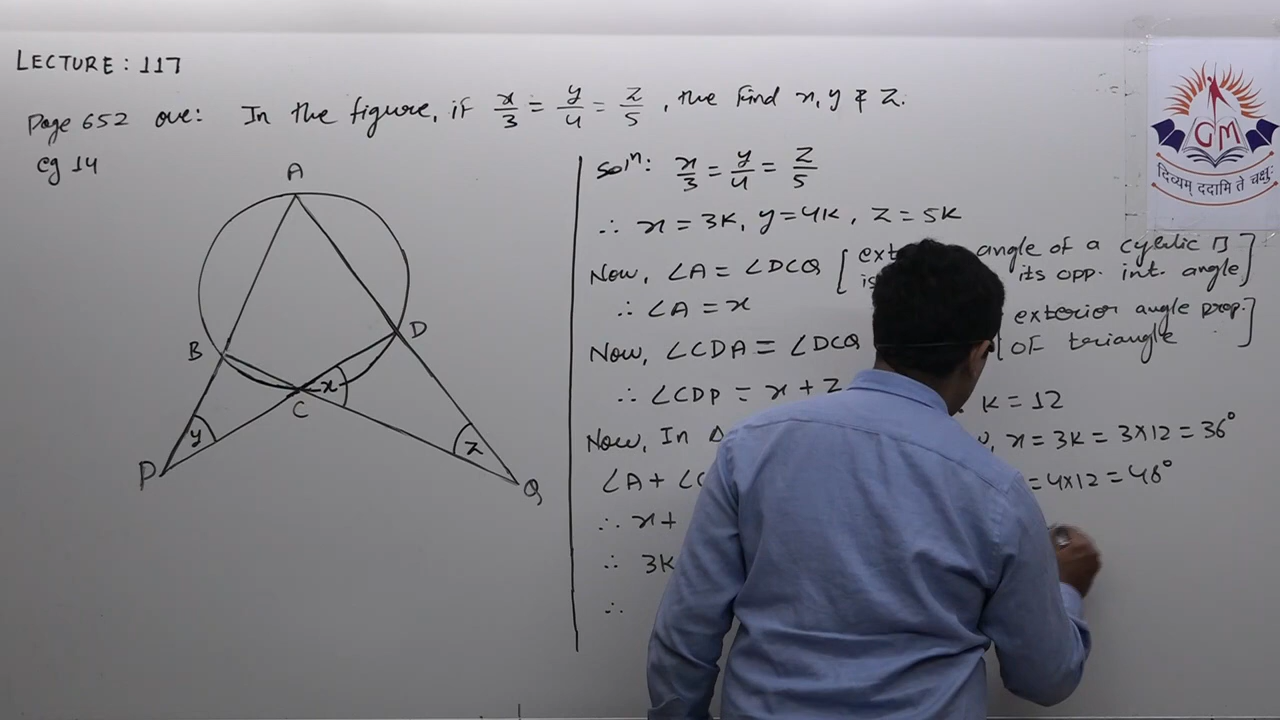 LECTURE : 117
Page 652 que: In the figure, if x/3 = y/4 = z/5, the find x, y & z.
eg 14
A
B
D
C
x
y
z
P
Q
Solⁿ: x/3 = y/4 = z/5
∴ x = 3K, y = 4K, z = 5K
Now, ∠A = ∠DCQ [ext angle of a cyclic
is its opp. int. angle]
∴ ∠A = x
Now, ∠CDA = ∠DCQ [exterior angle prop.
of triangle]
∴ ∠CDP = x + z
K = 12
Now, In Δ
x = 3K = 3×12 = 36°
∠A + ∠
= 4×12 = 48°
∴ x +
∴ 3K
∴
GM
दिव्यम् ददामि ते चक्षुः